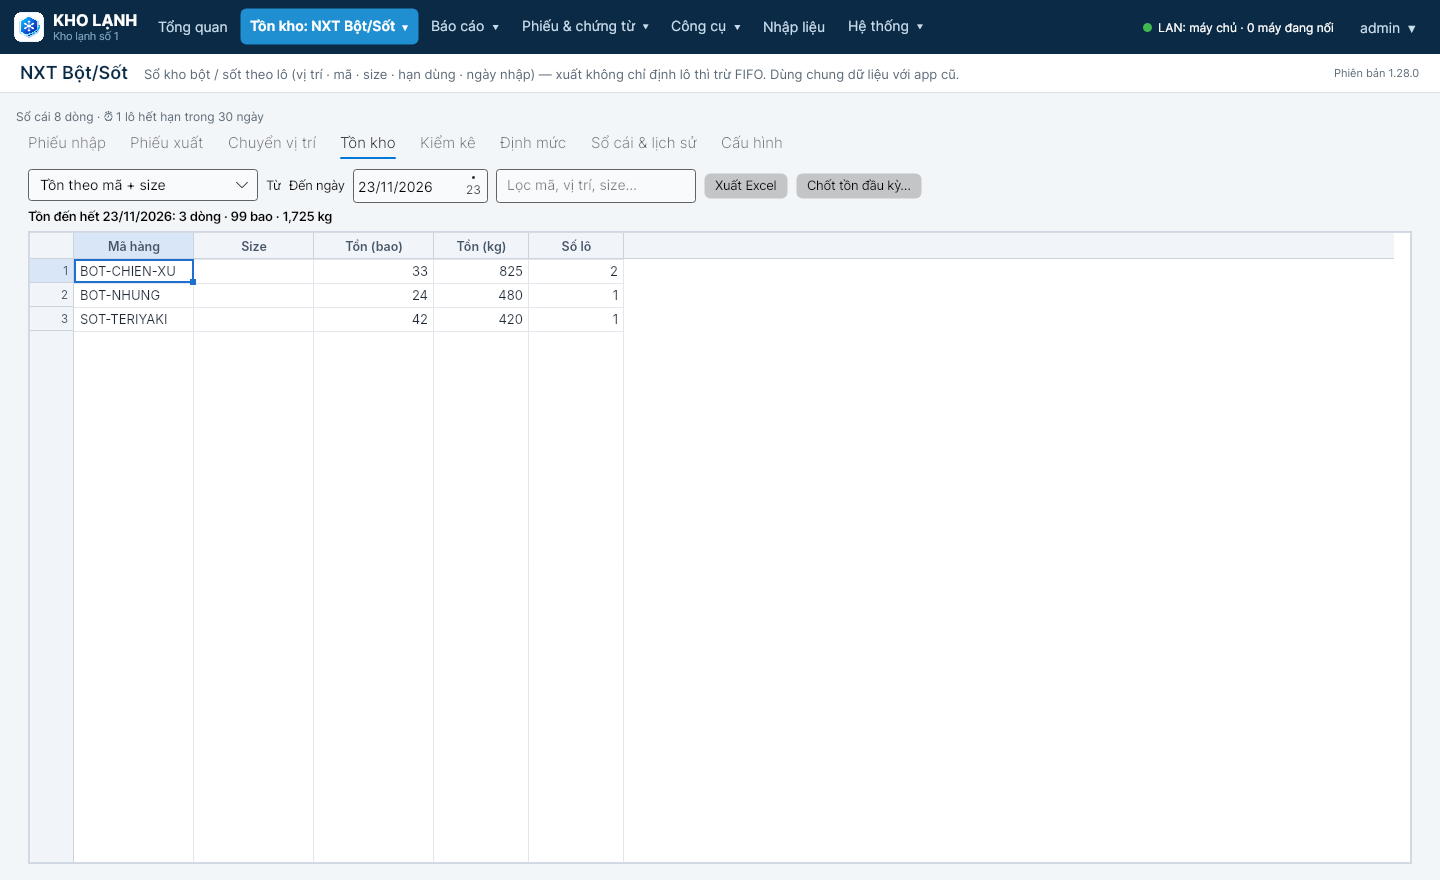 KHO LẠNH
Kho lạnh số 1
Tổng quan
Tồn kho: NXT Bột/Sốt ▾
Báo cáo ▾
Phiếu & chứng từ ▾
Công cụ ▾
Nhập liệu
Hệ thống ▾
LAN: máy chủ · 0 máy đang nối
admin ▾
NXT Bột/Sốt
Sổ kho bột / sốt theo lô (vị trí · mã · size · hạn dùng · ngày nhập) — xuất không chỉ định lô thì trừ FIFO. Dùng chung dữ liệu với app cũ.
Phiên bản 1.28.0
Sổ cái 8 dòng · ⏰ 1 lô hết hạn trong 30 ngày
Phiếu nhập
Phiếu xuất
Chuyển vị trí
Tồn kho
Kiểm kê
Định mức
Sổ cái & lịch sử
Cấu hình
Tồn theo mã + size
Từ
Đến ngày
23/11/2026
23
Lọc mã, vị trí, size...
Xuất Excel
Chốt tồn đầu kỳ...
Tồn đến hết 23/11/2026: 3 dòng · 99 bao · 1,725 kg
Mã hàng Size Tồn (bao) Tồn (kg) Số lô
1 BOT-CHIEN-XU 33 825 2
2 BOT-NHUNG 24 480 1
3 SOT-TERIYAKI 42 420 1